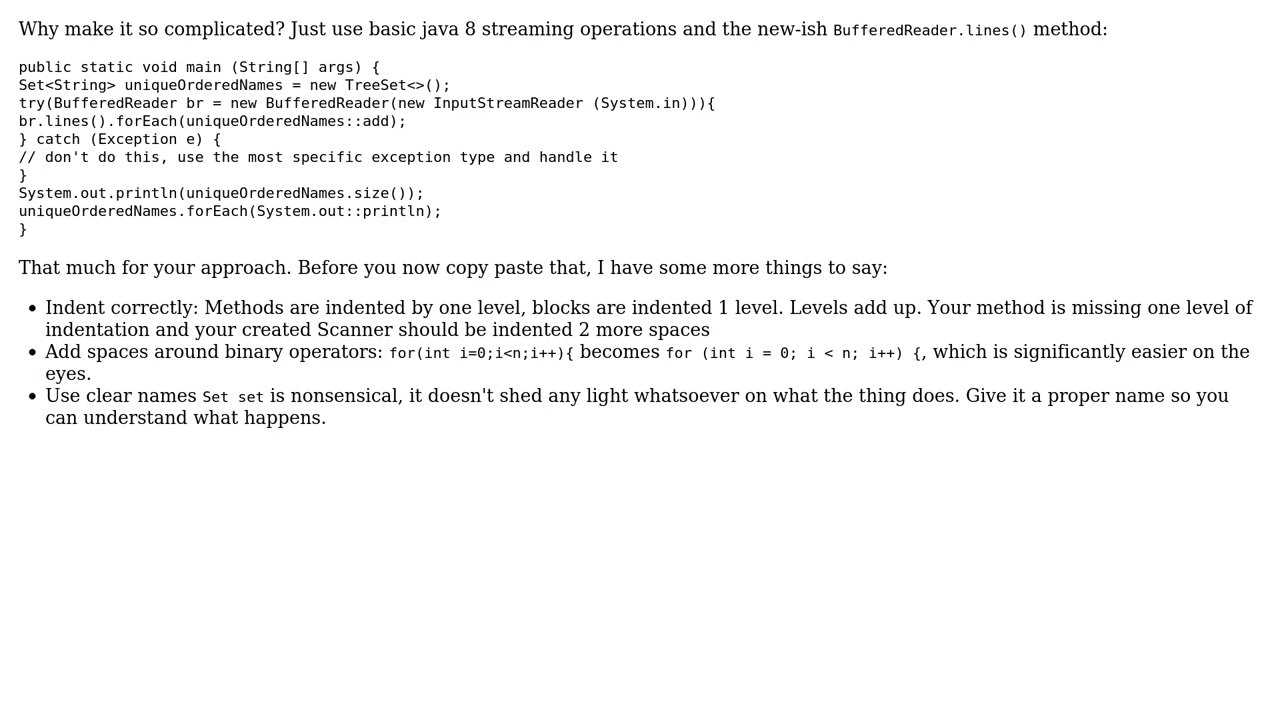 Why make it so complicated? Just use basic java 8 streaming operations and the new-ish BufferedReader.lines() method:
public static void main (String[] args) {
Set<String> uniqueOrderedNames = new TreeSet<>();
try(BufferedReader br = new BufferedReader(new InputStreamReader (System.in))){
br.lines().forEach(uniqueOrderedNames::add);
} catch (Exception e) {
// don't do this, use the most specific exception type and handle it
}
System.out.println(uniqueOrderedNames.size());
uniqueOrderedNames.forEach(System.out::println);
}
That much for your approach. Before you now copy paste that, I have some more things to say:
• Indent correctly: Methods are indented by one level, blocks are indented 1 level. Levels add up. Your method is missing one level of
indentation and your created Scanner should be indented 2 more spaces
• Add spaces around binary operators: for(int i=0;i<n;i++){ becomes for (int i = 0; i < n; i++) {, which is significantly easier on the
eyes.
• Use clear names Set set is nonsensical, it doesn't shed any light whatsoever on what the thing does. Give it a proper name so you
can understand what happens.